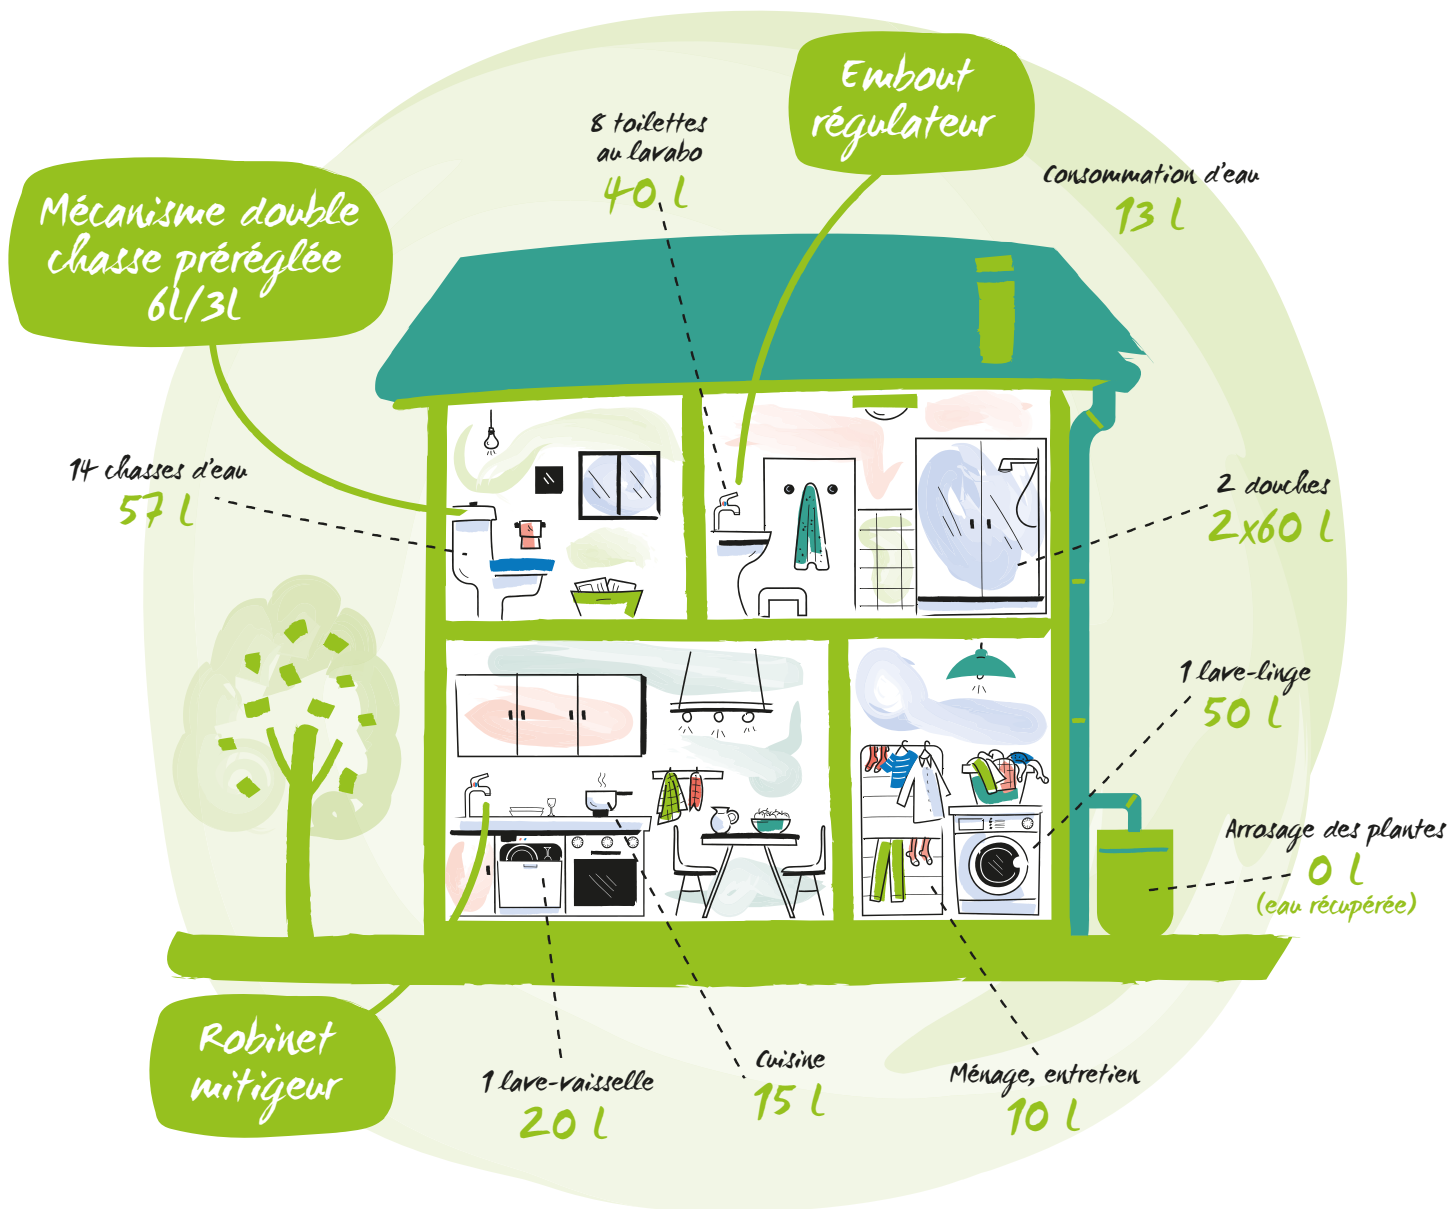 Embout
régulateur
8 toilettes
au lavabo
40 l
Consommation d'eau
13 l
Mécanisme double
chasse préréglée
6l/3l
14 chasses d'eau
57 l
2 douches
2x60 l
1 lave-linge
50 l
Arrosage des plantes
0 l
(eau récupérée)
Robinet
mitigeur
1 lave-vaisselle
20 l
Cuisine
15 l
Ménage, entretien
10 l